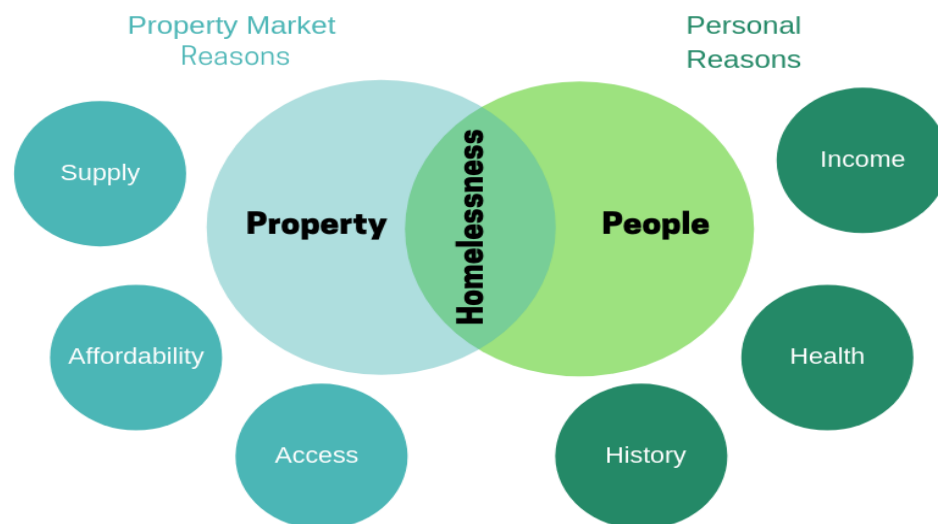 Property Market
Reasons
Personal
Reasons
Supply
Income
Property
Homelessness
People
Affordability
Health
Access
History